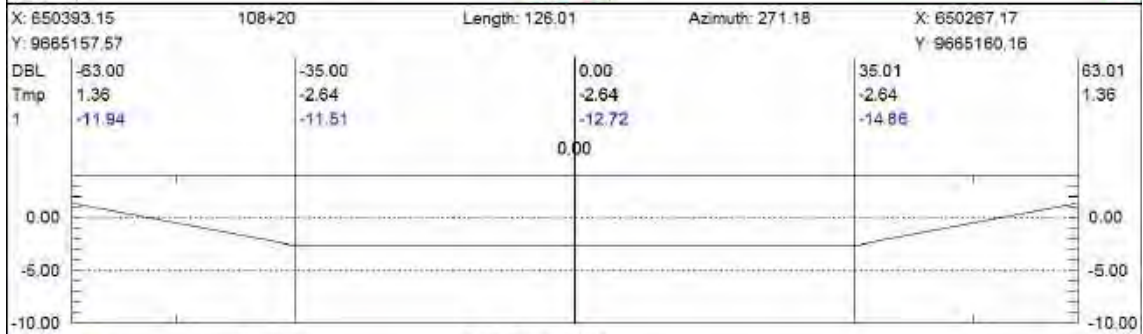 X: 650393.15 108+20 Length: 126.01 Azimuth: 271.18 X: 650267,17
Y: 9665157.57 Y: 9665160.16
DBL -63.00 -35.00 0.00 35.01 63.01
Tmp 1.36 -2.64 -2.64 -2.64 1.36
1 -11.94 -11.51 -12.72 -14.86
0.00
0.00 0.00
-5.00 -5.00
-10.00 -10.00